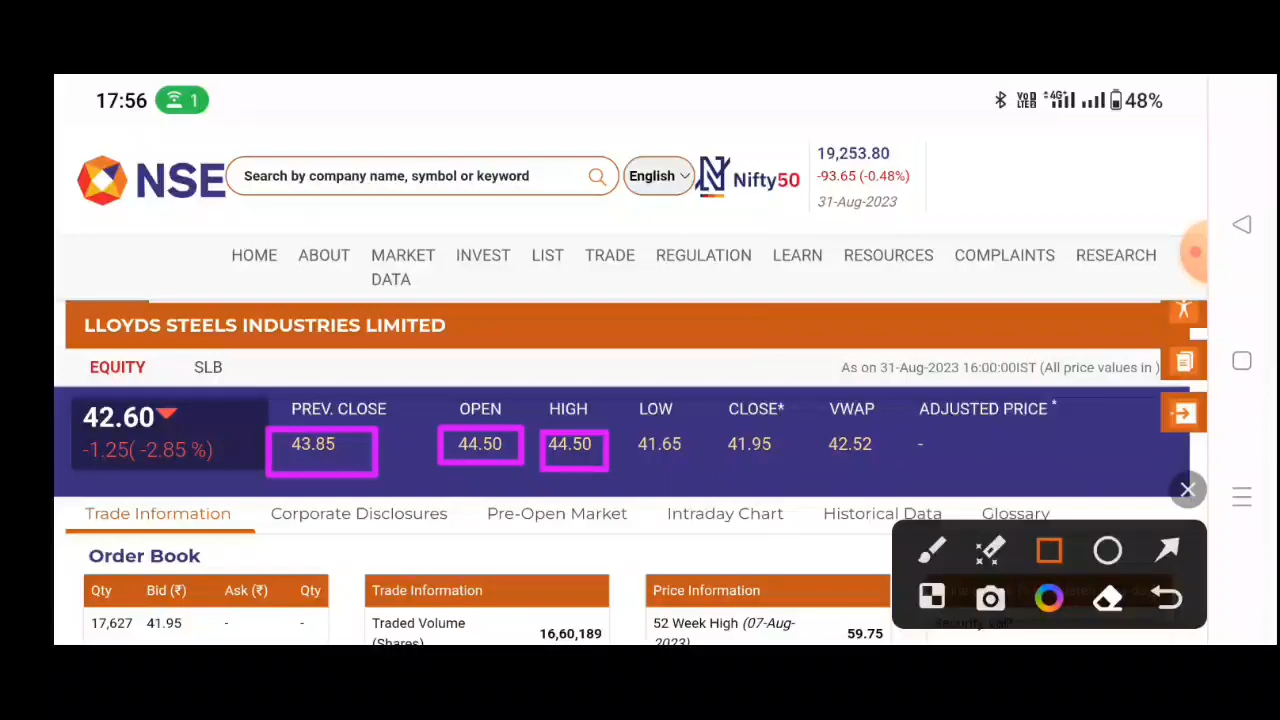 17:56 1 VoD LTE2 4G+ 48%
NSE Search by company name, symbol or keyword English Nifty50 19,253.80
-93.65 (-0.48%)
31-Aug-2023
HOME ABOUT MARKET DATA INVEST LIST TRADE REGULATION LEARN RESOURCES COMPLAINTS RESEARCH
LLOYDS STEELS INDUSTRIES LIMITED
EQUITY SLB As on 31-Aug-2023 16:00:00IST (All price values in )
42.60 PREV. CLOSE OPEN HIGH LOW CLOSE* VWAP ADJUSTED PRICE *
-1.25( -2.85 %) 43.85 44.50 44.50 41.65 41.95 42.52 -
Trade Information Corporate Disclosures Pre-Open Market Intraday Chart Historical Data Glossary
Order Book
Qty Bid (₹) Ask (₹) Qty Trade Information Price Information
17,627 41.95 - - Traded Volume (Shares) 16,60,189 52 Week High (07-Aug-2023) 59.75